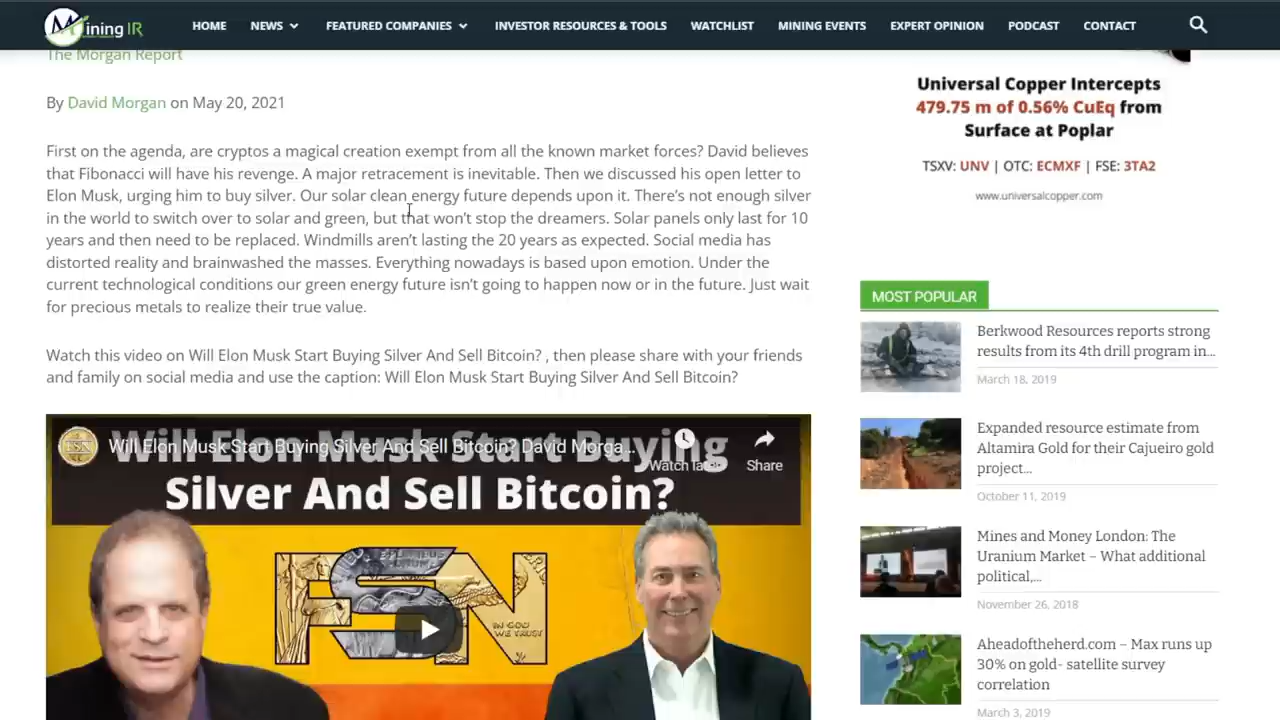 Mining IR
HOME NEWS FEATURED COMPANIES INVESTOR RESOURCES & TOOLS WATCHLIST MINING EVENTS EXPERT OPINION PODCAST CONTACT
The Morgan Report
By David Morgan on May 20, 2021
First on the agenda, are cryptos a magical creation exempt from all the known market forces? David believes
that Fibonacci will have his revenge. A major retracement is inevitable. Then we discussed his open letter to
Elon Musk, urging him to buy silver. Our solar clean energy future depends upon it. There’s not enough silver
in the world to switch over to solar and green, but that won’t stop the dreamers. Solar panels only last for 10
years and then need to be replaced. Windmills aren’t lasting the 20 years as expected. Social media has
distorted reality and brainwashed the masses. Everything nowadays is based upon emotion. Under the
current technological conditions our green energy future isn’t going to happen now or in the future. Just wait
for precious metals to realize their true value.
Watch this video on Will Elon Musk Start Buying Silver And Sell Bitcoin? , then please share with your friends
and family on social media and use the caption: Will Elon Musk Start Buying Silver And Sell Bitcoin?
Will Elon Musk Start Buying Silver And Sell Bitcoin? David Morga...
Share
Will Elon Musk Start Buying
Silver And Sell Bitcoin?
FSN
IN GOD
WE TRUST
Universal Copper Intercepts
479.75 m of 0.56% CuEq from
Surface at Poplar
TSXV: UNV | OTC: ECMXF | FSE: 3TA2
www.universalcopper.com
MOST POPULAR
Berkwood Resources reports strong
results from its 4th drill program in...
March 18, 2019
Expanded resource estimate from
Altamira Gold for their Cajueiro gold
project...
October 11, 2019
Mines and Money London: The
Uranium Market – What additional
political,...
November 26, 2018
Aheadoftheherd.com – Max runs up
30% on gold- satellite survey
correlation
March 3, 2019